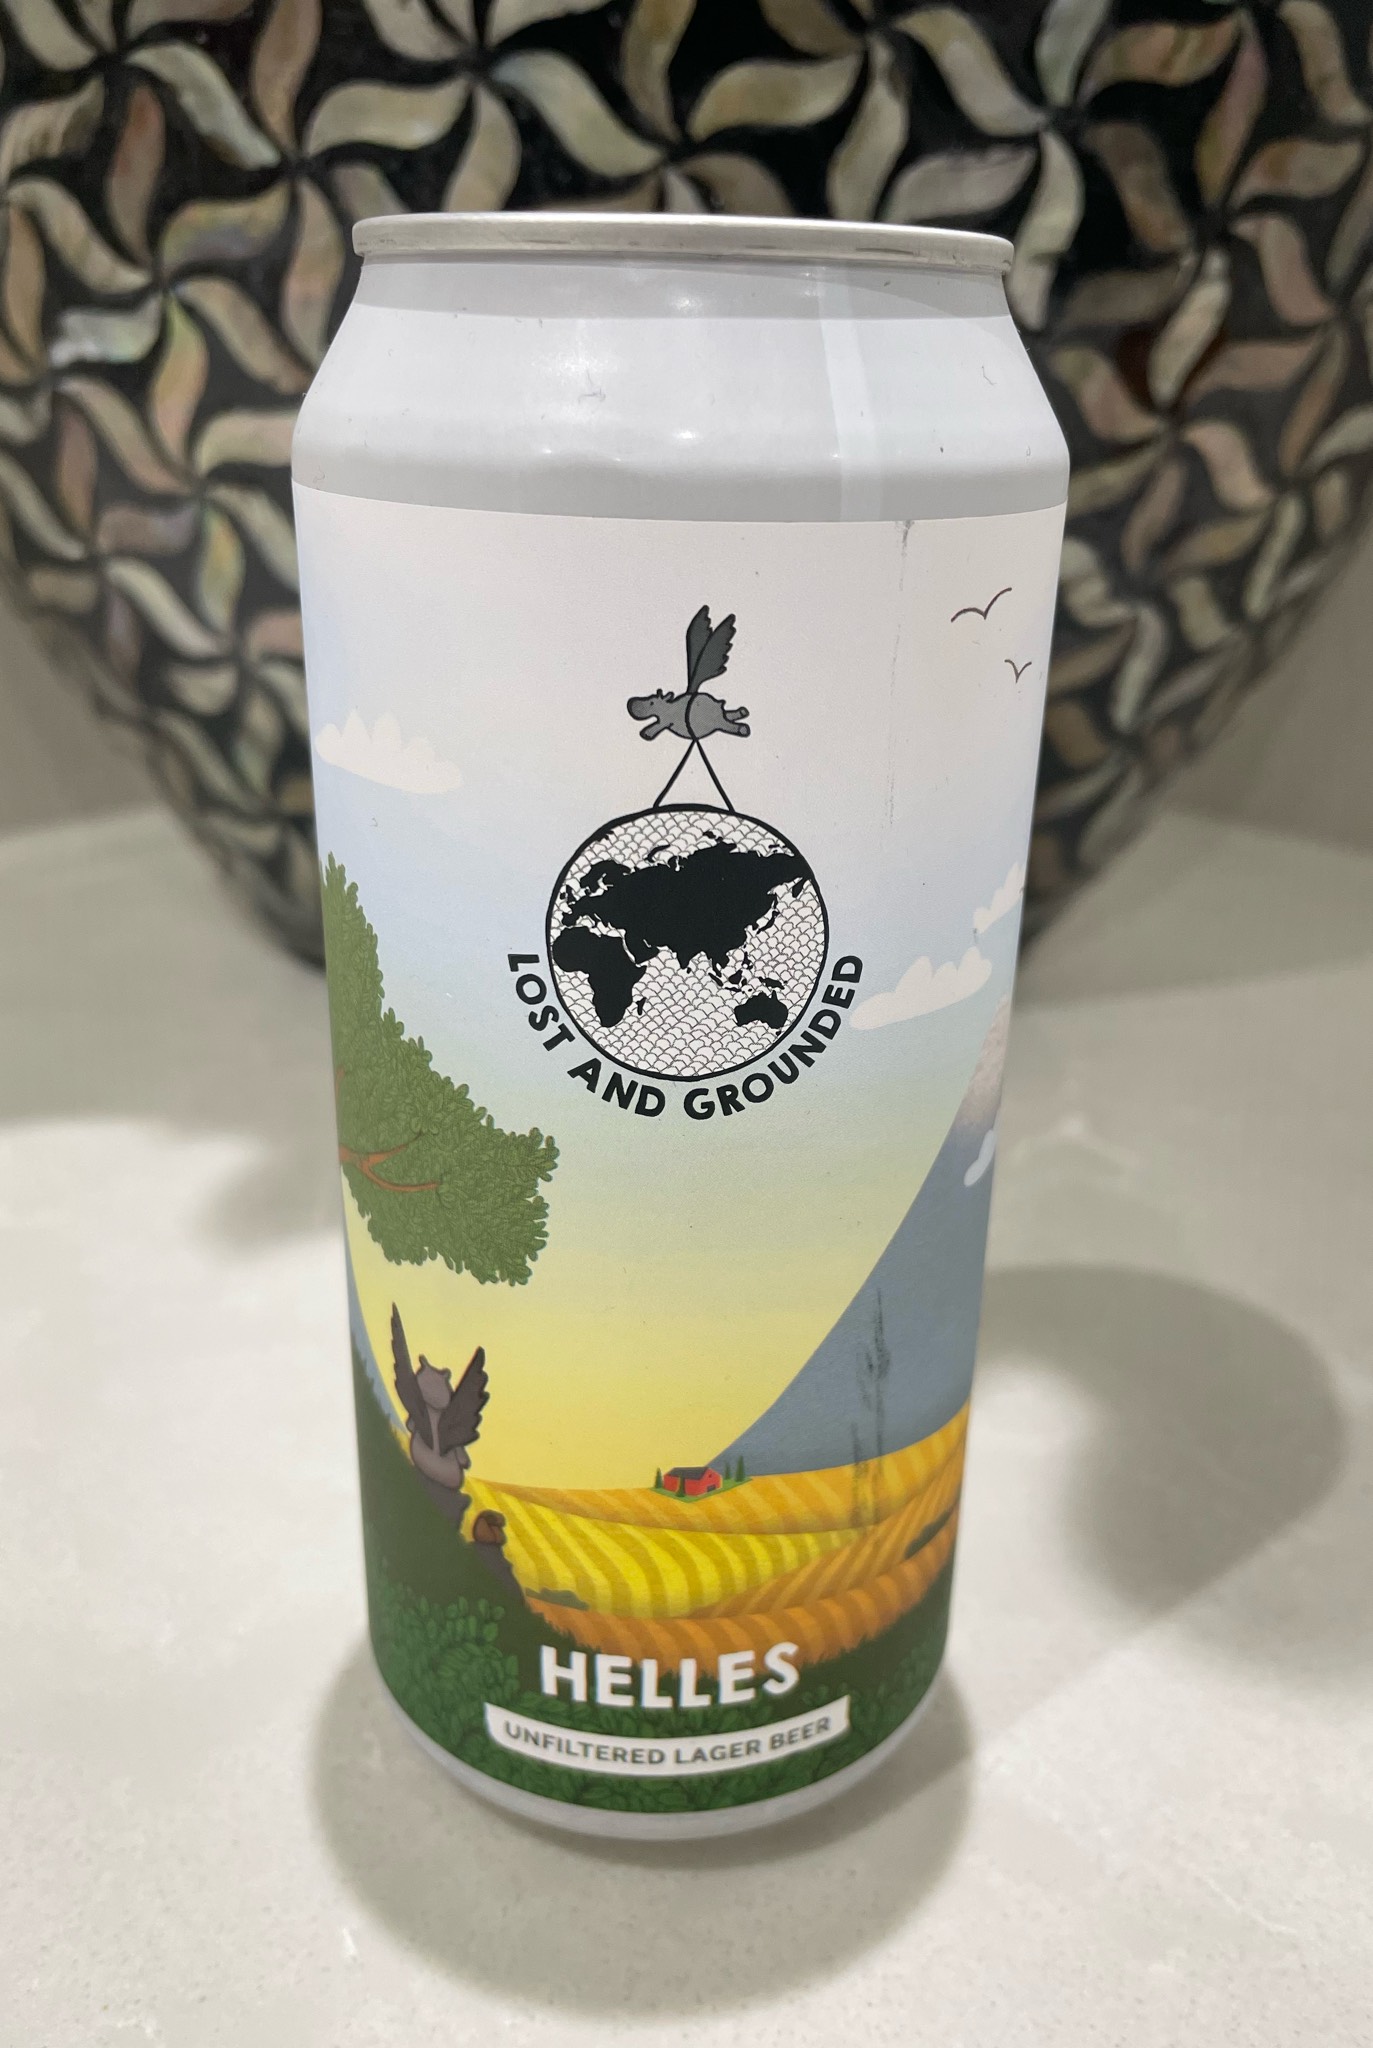 LOST AND GROUNDED
HELLES
UNFILTERED LAGER BEER